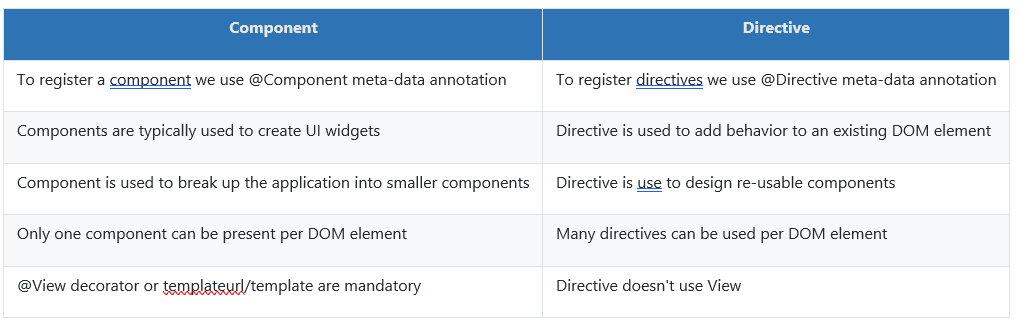 Component Directive
To register a component we use @Component meta-data annotation To register directives we use @Directive meta-data annotation
Components are typically used to create UI widgets Directive is used to add behavior to an existing DOM element
Component is used to break up the application into smaller components Directive is use to design re-usable components
Only one component can be present per DOM element Many directives can be used per DOM element
@View decorator or templateurl/template are mandatory Directive doesn't use View